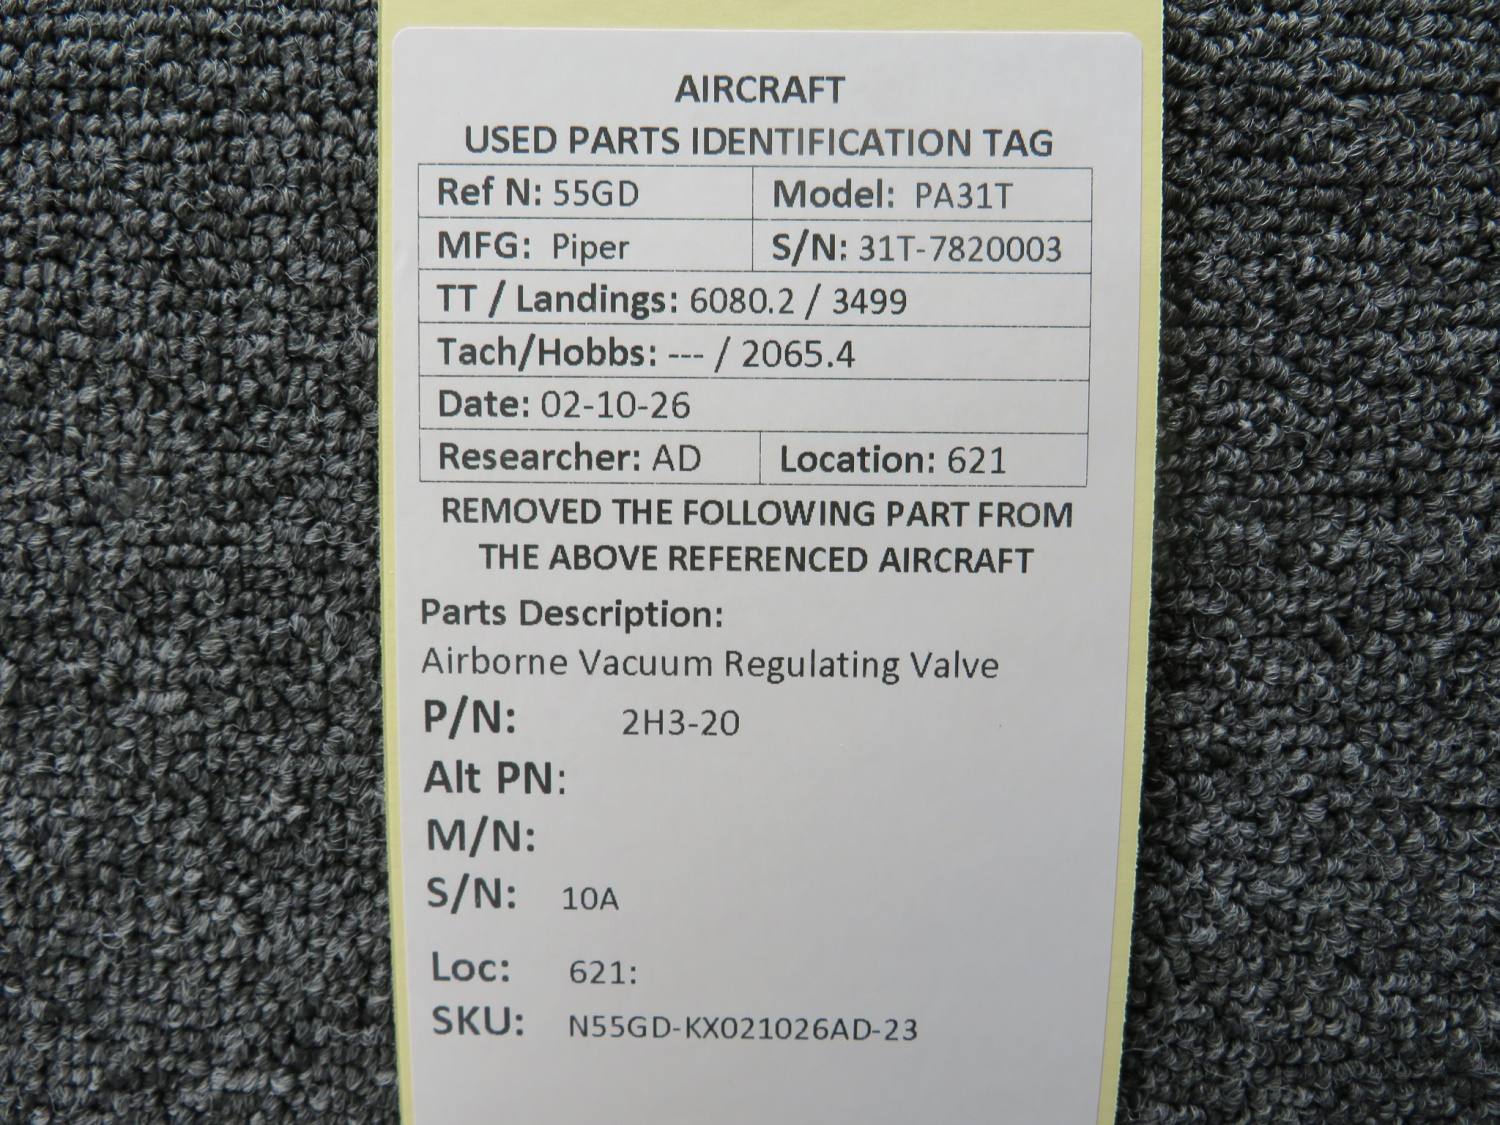 AIRCRAFT
USED PARTS IDENTIFICATION TAG
Ref N: 55GD Model: PA31T
MFG: Piper S/N: 31T-7820003
TT / Landings: 6080.2 / 3499
Tach/Hobbs: --- / 2065.4
Date: 02-10-26
Researcher: AD Location: 621
REMOVED THE FOLLOWING PART FROM
THE ABOVE REFERENCED AIRCRAFT
Parts Description:
Airborne Vacuum Regulating Valve
P/N: 2H3-20
Alt PN:
M/N:
S/N: 10A
Loc: 621:
SKU: N55GD-KX021026AD-23